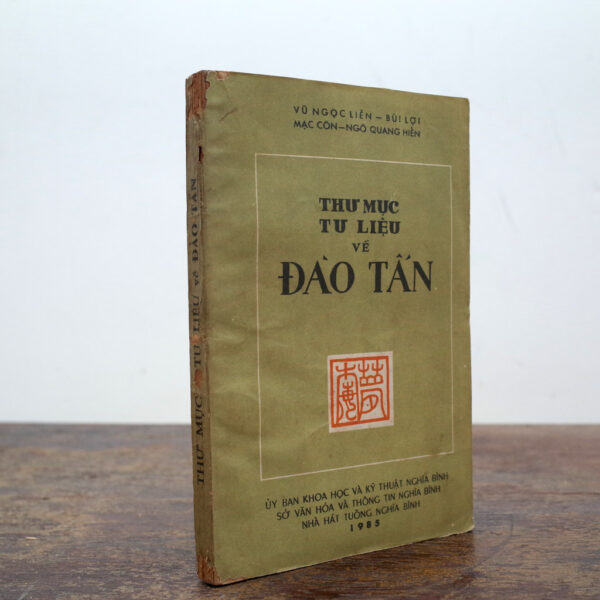 VŨ NGỌC LIỄN – BÙI LỢI
MẠC CÔN – NGÔ QUANG HIỂN
THƯ MỤC
TƯ LIỆU
VỀ
ĐÀO TẤN
夢梅
ỦY BAN KHOA HỌC VÀ KỸ THUẬT NGHĨA BÌNH
SỞ VĂN HÓA VÀ THÔNG TIN NGHĨA BÌNH
NHÀ HÁT TUỒNG NGHĨA BÌNH
1985
THƯ MỤC TƯ LIỆU VỀ ĐÀO TẤN